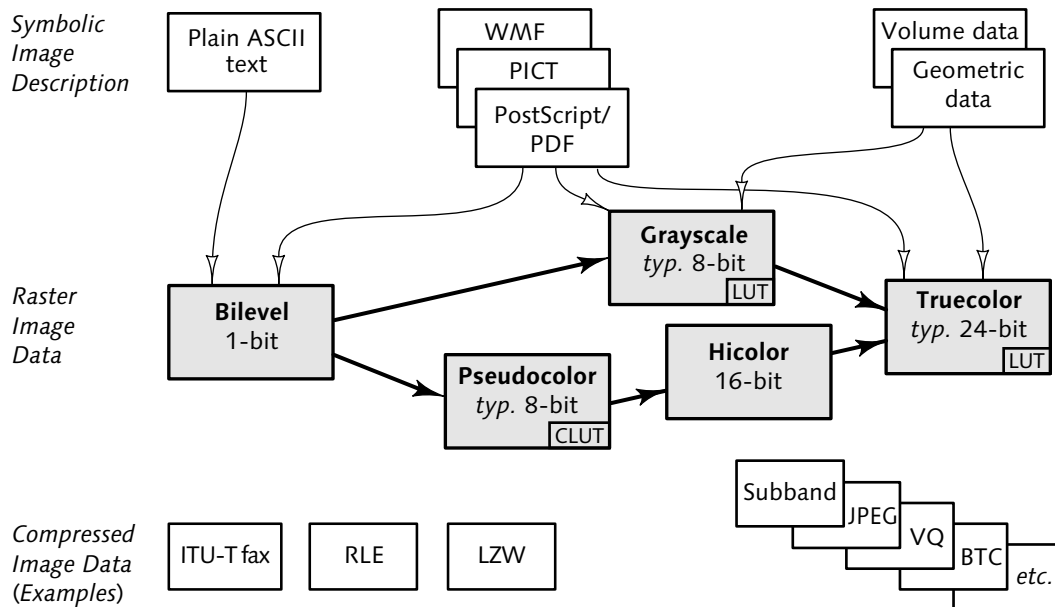 Symbolic
Image
Description
Plain ASCII
text
WMF
PICT
PostScript/
PDF
Volume data
Geometric
data
Raster
Image
Data
Bilevel
1-bit
Grayscale
typ. 8-bit
LUT
Pseudocolor
typ. 8-bit
CLUT
Hicolor
16-bit
Truecolor
typ. 24-bit
LUT
Compressed
Image Data
(Examples)
ITU-T fax
RLE
LZW
Subband
JPEG
VQ
BTC
etc.